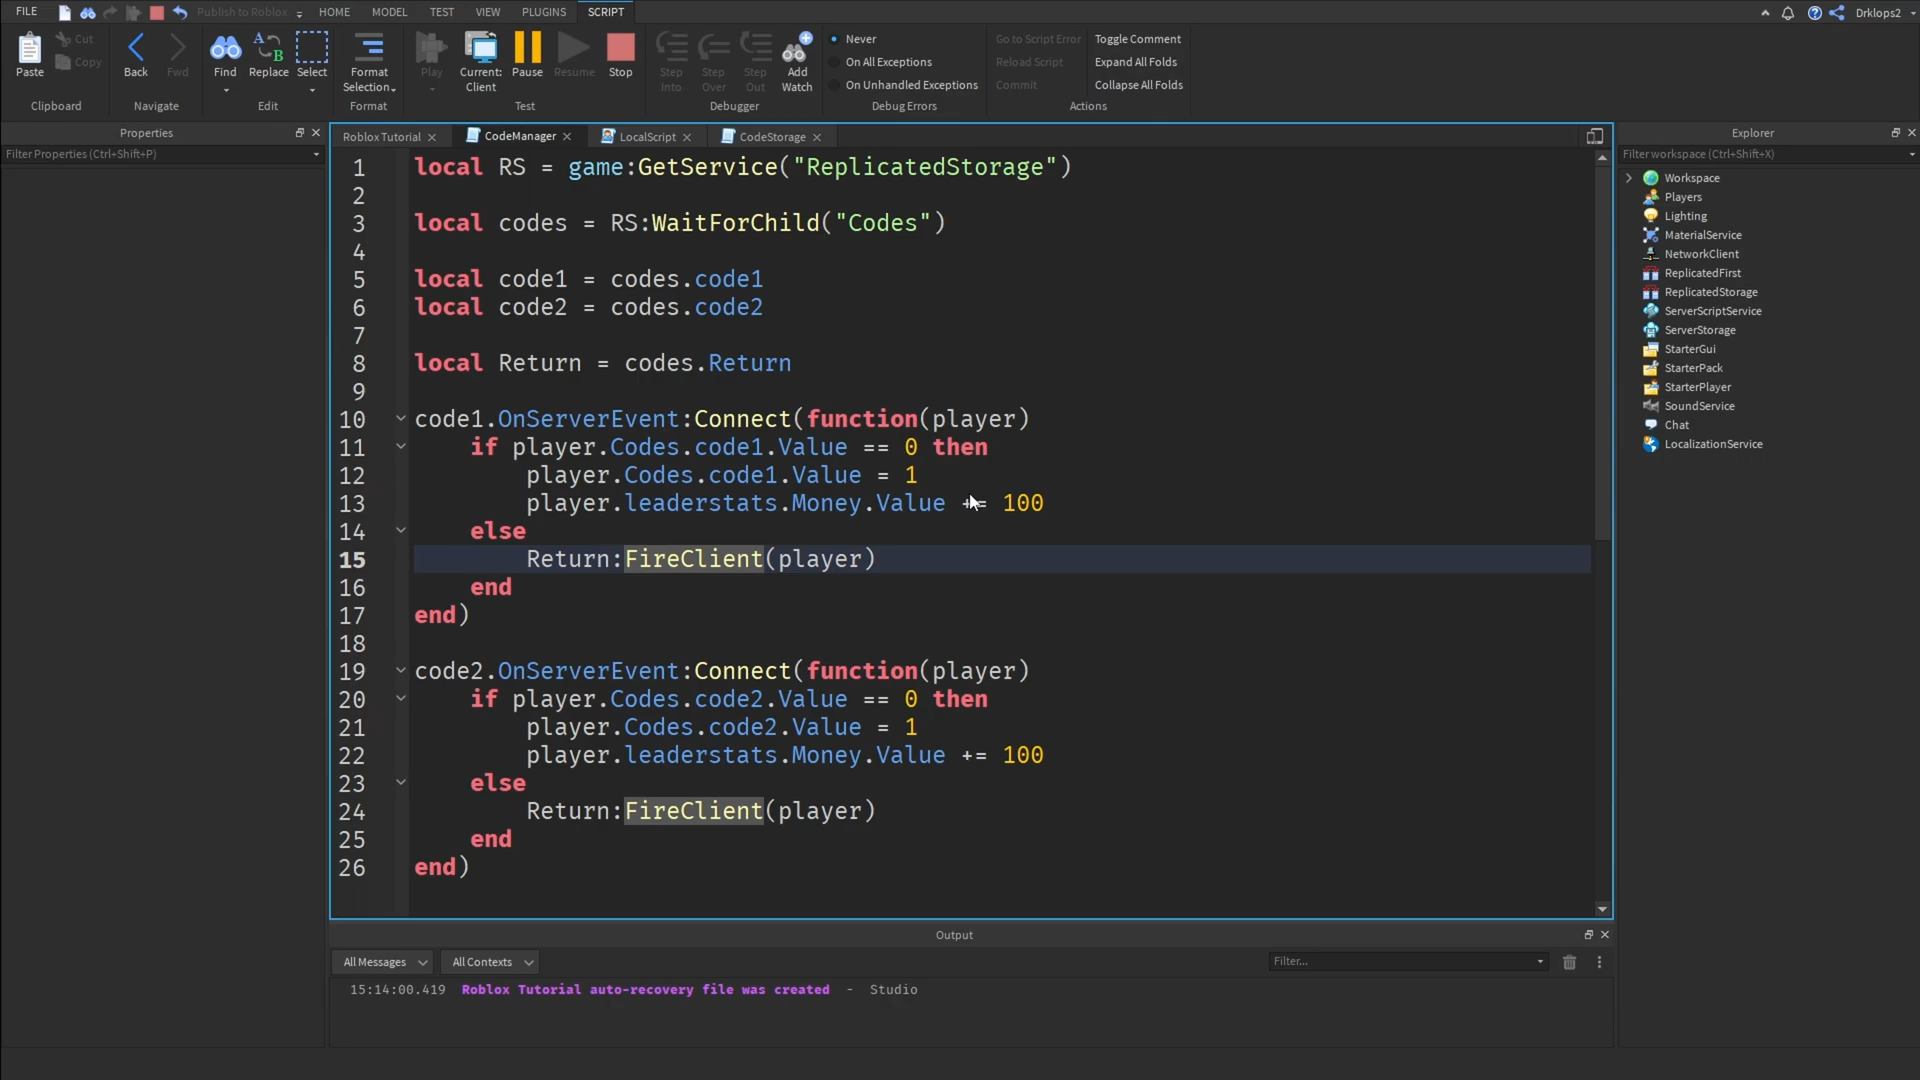 FILE
Publish to Roblox
HOME
MODEL
TEST
VIEW
PLUGINS
SCRIPT
Drklops2
Paste
Cut
Copy
Clipboard
Back
Fwd
Navigate
Find
Replace
Select
Edit
Format
Selection
Format
Play
Current:
Client
Pause
Resume
Stop
Test
Step
Into
Step
Over
Step
Out
Add
Watch
Debugger
Never
On All Exceptions
On Unhandled Exceptions
Debug Errors
Go to Script Error
Reload Script
Commit
Toggle Comment
Expand All Folds
Collapse All Folds
Actions
Properties
Filter Properties (Ctrl+Shift+P)
Roblox Tutorial
CodeManager
LocalScript
CodeStorage
1 local RS = game:GetService("ReplicatedStorage")
2
3 local codes = RS:WaitForChild("Codes")
4
5 local code1 = codes.code1
6 local code2 = codes.code2
7
8 local Return = codes.Return
9
10 code1.OnServerEvent:Connect(function(player)
11 if player.Codes.code1.Value == 0 then
12 player.Codes.code1.Value = 1
13 player.leaderstats.Money.Value += 100
14 else
15 Return:FireClient(player)
16 end
17 end)
18
19 code2.OnServerEvent:Connect(function(player)
20 if player.Codes.code2.Value == 0 then
21 player.Codes.code2.Value = 1
22 player.leaderstats.Money.Value += 100
23 else
24 Return:FireClient(player)
25 end
26 end)
Output
All Messages
All Contexts
Filter...
15:14:00.419 Roblox Tutorial auto-recovery file was created - Studio
Explorer
Filter workspace (Ctrl+Shift+X)
Workspace
Players
Lighting
MaterialService
NetworkClient
ReplicatedFirst
ReplicatedStorage
ServerScriptService
ServerStorage
StarterGui
StarterPack
StarterPlayer
SoundService
Chat
LocalizationService